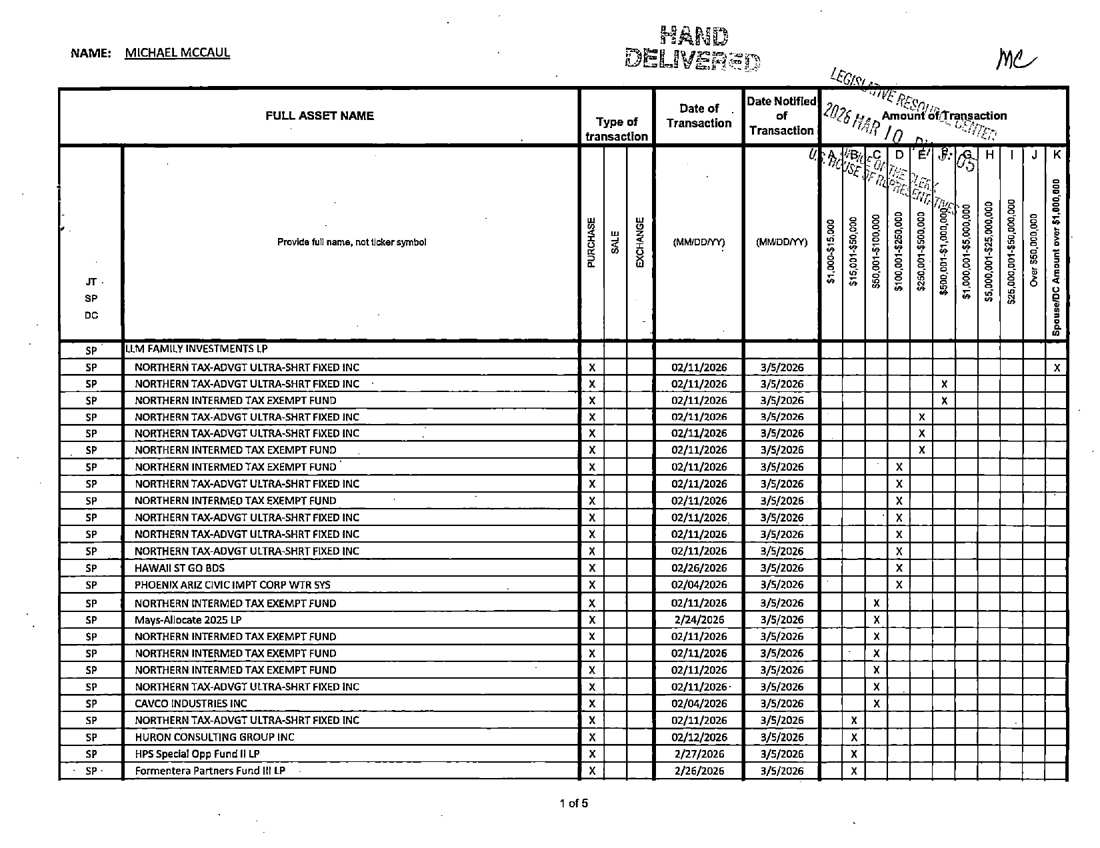 HAND
DELIVERED
NAME: MICHAEL MCCAUL
MC
LEGISLATIVE RESOURCE CENTER
2026 MAR 10
U.S. HOUSE OF REPRESENTATIVES
FULL ASSET NAME
Type of transaction
Date of Transaction
Date Notified of Transaction
Amount of Transaction
A B C D E F G H I J K
JT
SP
DC
Provide full name, not ticker symbol
PURCHASE
SALE
EXCHANGE
(MM/DD/YY)
(MM/DD/YY)
$1,000-$15,000
$15,001-$50,000
$50,001-$100,000
$100,001-$250,000
$250,001-$500,000
$500,001-$1,000,000
$1,000,001-$5,000,000
$5,000,001-$25,000,000
$25,000,001-$50,000,000
Over $50,000,000
Spouse/DC Amount over $1,000,000
SP LLM FAMILY INVESTMENTS LP
SP NORTHERN TAX-ADVGT ULTRA-SHRT FIXED INC X 02/11/2026 3/5/2026 X
SP NORTHERN TAX-ADVGT ULTRA-SHRT FIXED INC X 02/11/2026 3/5/2026 X
SP NORTHERN INTERMED TAX EXEMPT FUND X 02/11/2026 3/5/2026 X
SP NORTHERN TAX-ADVGT ULTRA-SHRT FIXED INC X 02/11/2026 3/5/2026 X
SP NORTHERN TAX-ADVGT ULTRA-SHRT FIXED INC X 02/11/2026 3/5/2026 X
SP NORTHERN INTERMED TAX EXEMPT FUND X 02/11/2026 3/5/2026 X
SP NORTHERN INTERMED TAX EXEMPT FUND X 02/11/2026 3/5/2026 X
SP NORTHERN TAX-ADVGT ULTRA-SHRT FIXED INC X 02/11/2026 3/5/2026 X
SP NORTHERN INTERMED TAX EXEMPT FUND X 02/11/2026 3/5/2026 X
SP NORTHERN TAX-ADVGT ULTRA-SHRT FIXED INC X 02/11/2026 3/5/2026 X
SP NORTHERN TAX-ADVGT ULTRA-SHRT FIXED INC X 02/11/2026 3/5/2026 X
SP NORTHERN TAX-ADVGT ULTRA-SHRT FIXED INC X 02/11/2026 3/5/2026 X
SP HAWAII ST GO BDS X 02/26/2026 3/5/2026 X
SP PHOENIX ARIZ CIVIC IMPT CORP WTR SYS X 02/04/2026 3/5/2026 X
SP NORTHERN INTERMED TAX EXEMPT FUND X 02/11/2026 3/5/2026 X
SP Mays-Allocate 2025 LP X 2/24/2026 3/5/2026 X
SP NORTHERN INTERMED TAX EXEMPT FUND X 02/11/2026 3/5/2026 X
SP NORTHERN INTERMED TAX EXEMPT FUND X 02/11/2026 3/5/2026 X
SP NORTHERN INTERMED TAX EXEMPT FUND X 02/11/2026 3/5/2026 X
SP NORTHERN TAX-ADVGT ULTRA-SHRT FIXED INC X 02/11/2026 3/5/2026 X
SP CAVCO INDUSTRIES INC X 02/04/2026 3/5/2026 X
SP NORTHERN TAX-ADVGT ULTRA-SHRT FIXED INC X 02/11/2026 3/5/2026 X
SP HURON CONSULTING GROUP INC X 02/12/2026 3/5/2026 X
SP HPS Special Opp Fund II LP X 2/27/2026 3/5/2026 X
SP Formentera Partners Fund III LP X 2/26/2026 3/5/2026 X
1 of 5